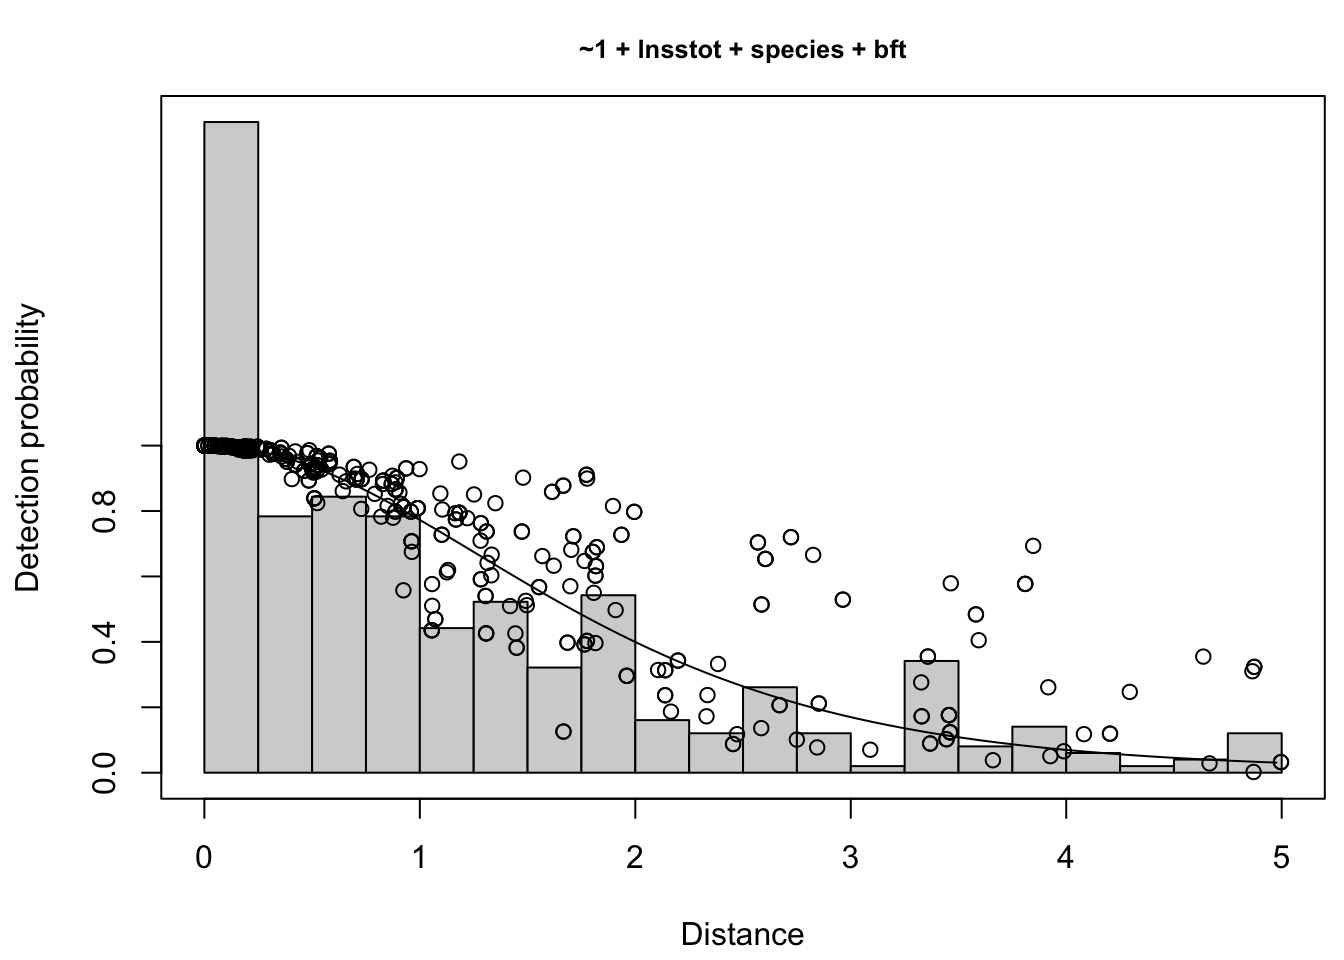 ~1 + lnsstot + species + bft
Detection probability
0.8
0.4
0.0
0 1 2 3 4 5
Distance